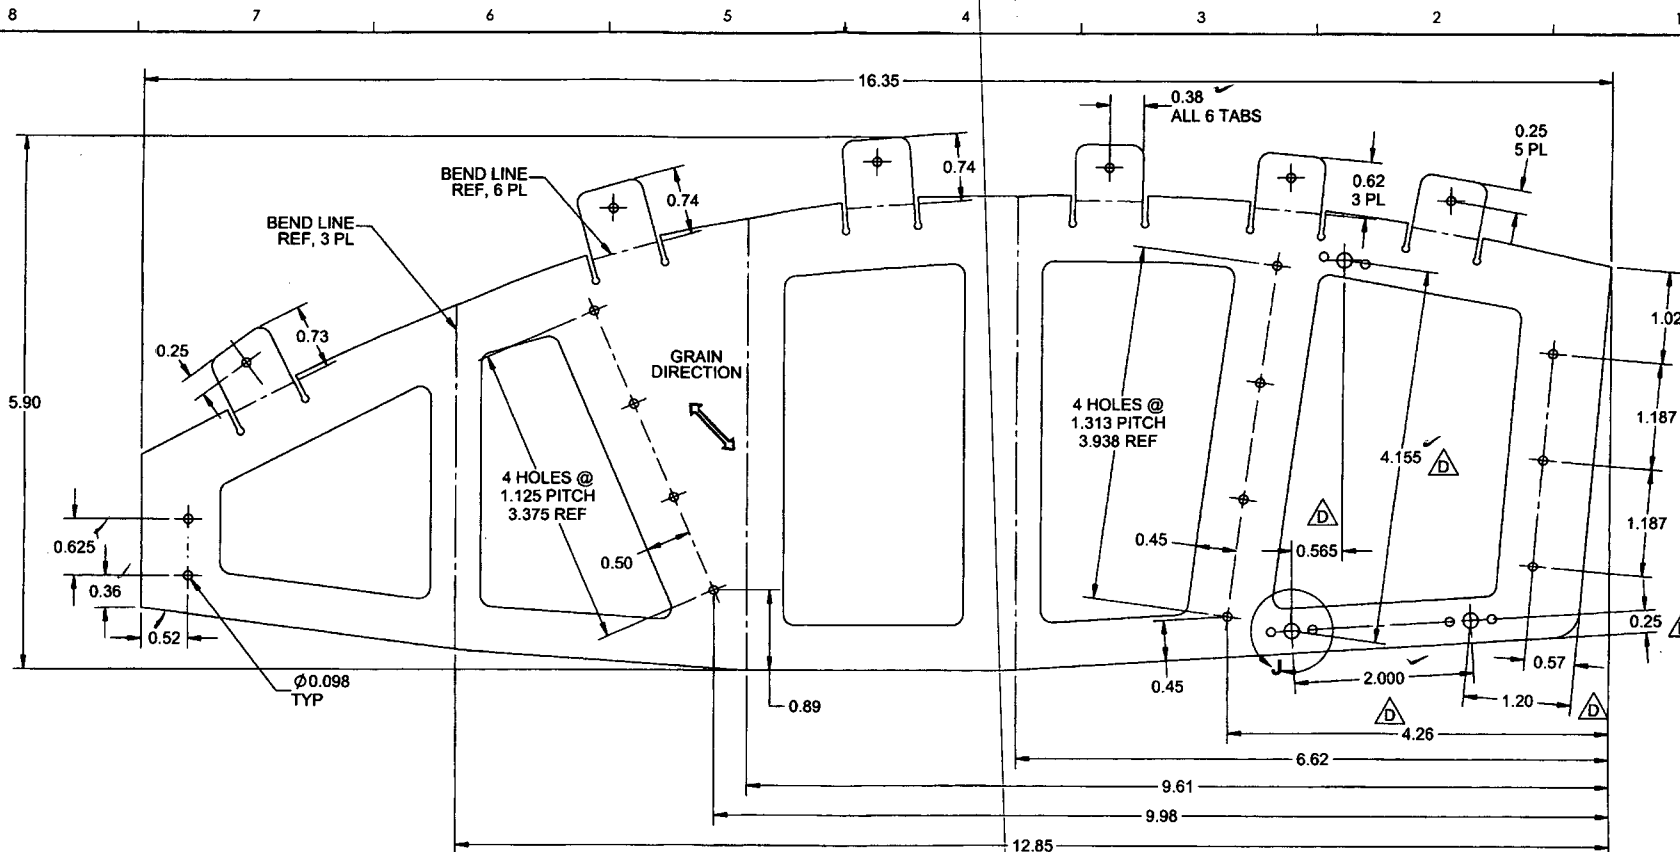 8 7 6 5 4 3 2 1
16.35
0.38
ALL 6 TABS
0.25
5 PL
BEND LINE
REF, 6 PL
0.74
0.74
0.62
3 PL
BEND LINE
REF, 3 PL
0.73
0.25
1.02
GRAIN
DIRECTION
5.90
4 HOLES @
1.313 PITCH
3.938 REF
1.187
4.155
D
4 HOLES @
1.125 PITCH
3.375 REF
D
1.187
0.625
0.50
0.45
0.565
0.36
0.25
0.52
J
0.57
0.45
2.000
Ø0.098
TYP
0.89
1.20
D
D
4.26
6.62
9.61
9.98
12.85